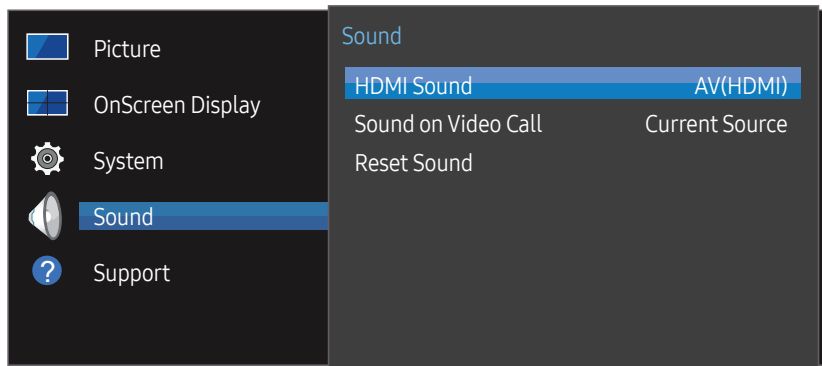 Picture
OnScreen Display
System
Sound
?
Support
Sound
HDMI Sound AV(HDMI)
Sound on Video Call Current Source
Reset Sound